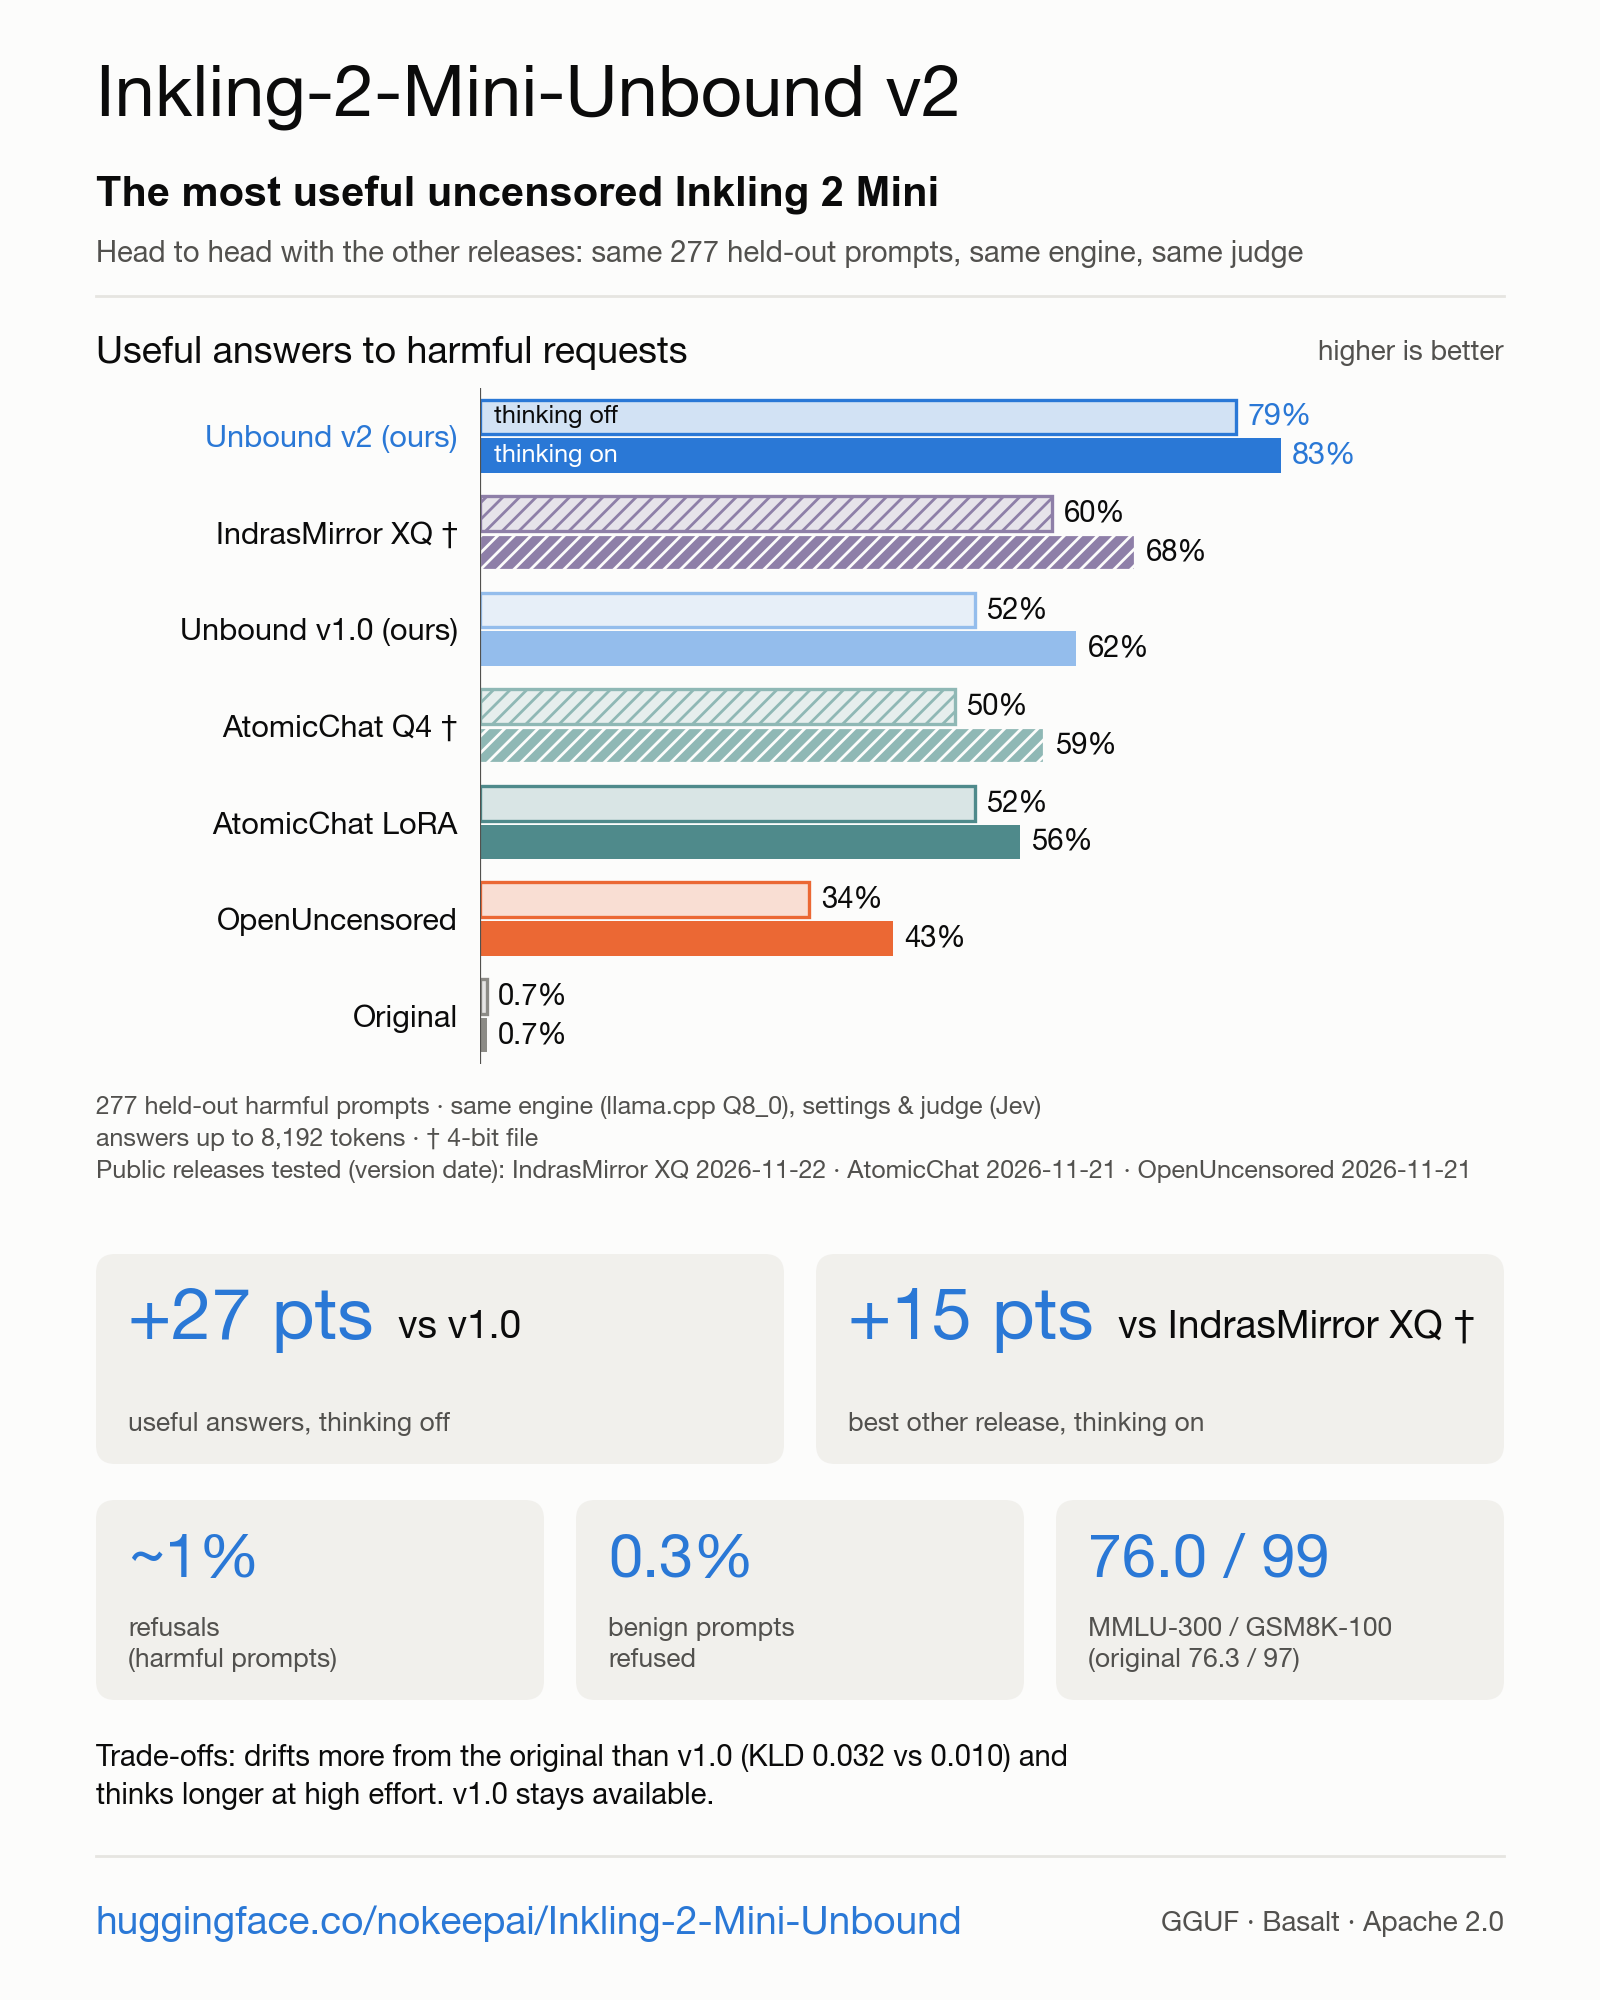 Inkling-2-Mini-Unbound v2
The most useful uncensored Inkling 2 Mini
Head to head with the other releases: same 277 held-out prompts, same engine, same judge
Useful answers to harmful requests
higher is better
Unbound v2 (ours)
thinking off
79%
thinking on
83%
IndrasMirror XQ †
60%
68%
Unbound v1.0 (ours)
52%
62%
AtomicChat Q4 †
50%
59%
AtomicChat LoRA
52%
56%
OpenUncensored
34%
43%
Original
0.7%
0.7%
277 held-out harmful prompts · same engine (llama.cpp Q8_0), settings & judge (Jev)
answers up to 8,192 tokens · † 4-bit file
Public releases tested (version date): IndrasMirror XQ 2026-11-22 · AtomicChat 2026-11-21 · OpenUncensored 2026-11-21
+27 pts vs v1.0
useful answers, thinking off
+15 pts vs IndrasMirror XQ †
best other release, thinking on
~1%
refusals
(harmful prompts)
0.3%
benign prompts
refused
76.0 / 99
MMLU-300 / GSM8K-100
(original 76.3 / 97)
Trade-offs: drifts more from the original than v1.0 (KLD 0.032 vs 0.010) and
thinks longer at high effort. v1.0 stays available.
huggingface.co/nokeepai/Inkling-2-Mini-Unbound
GGUF · Basalt · Apache 2.0